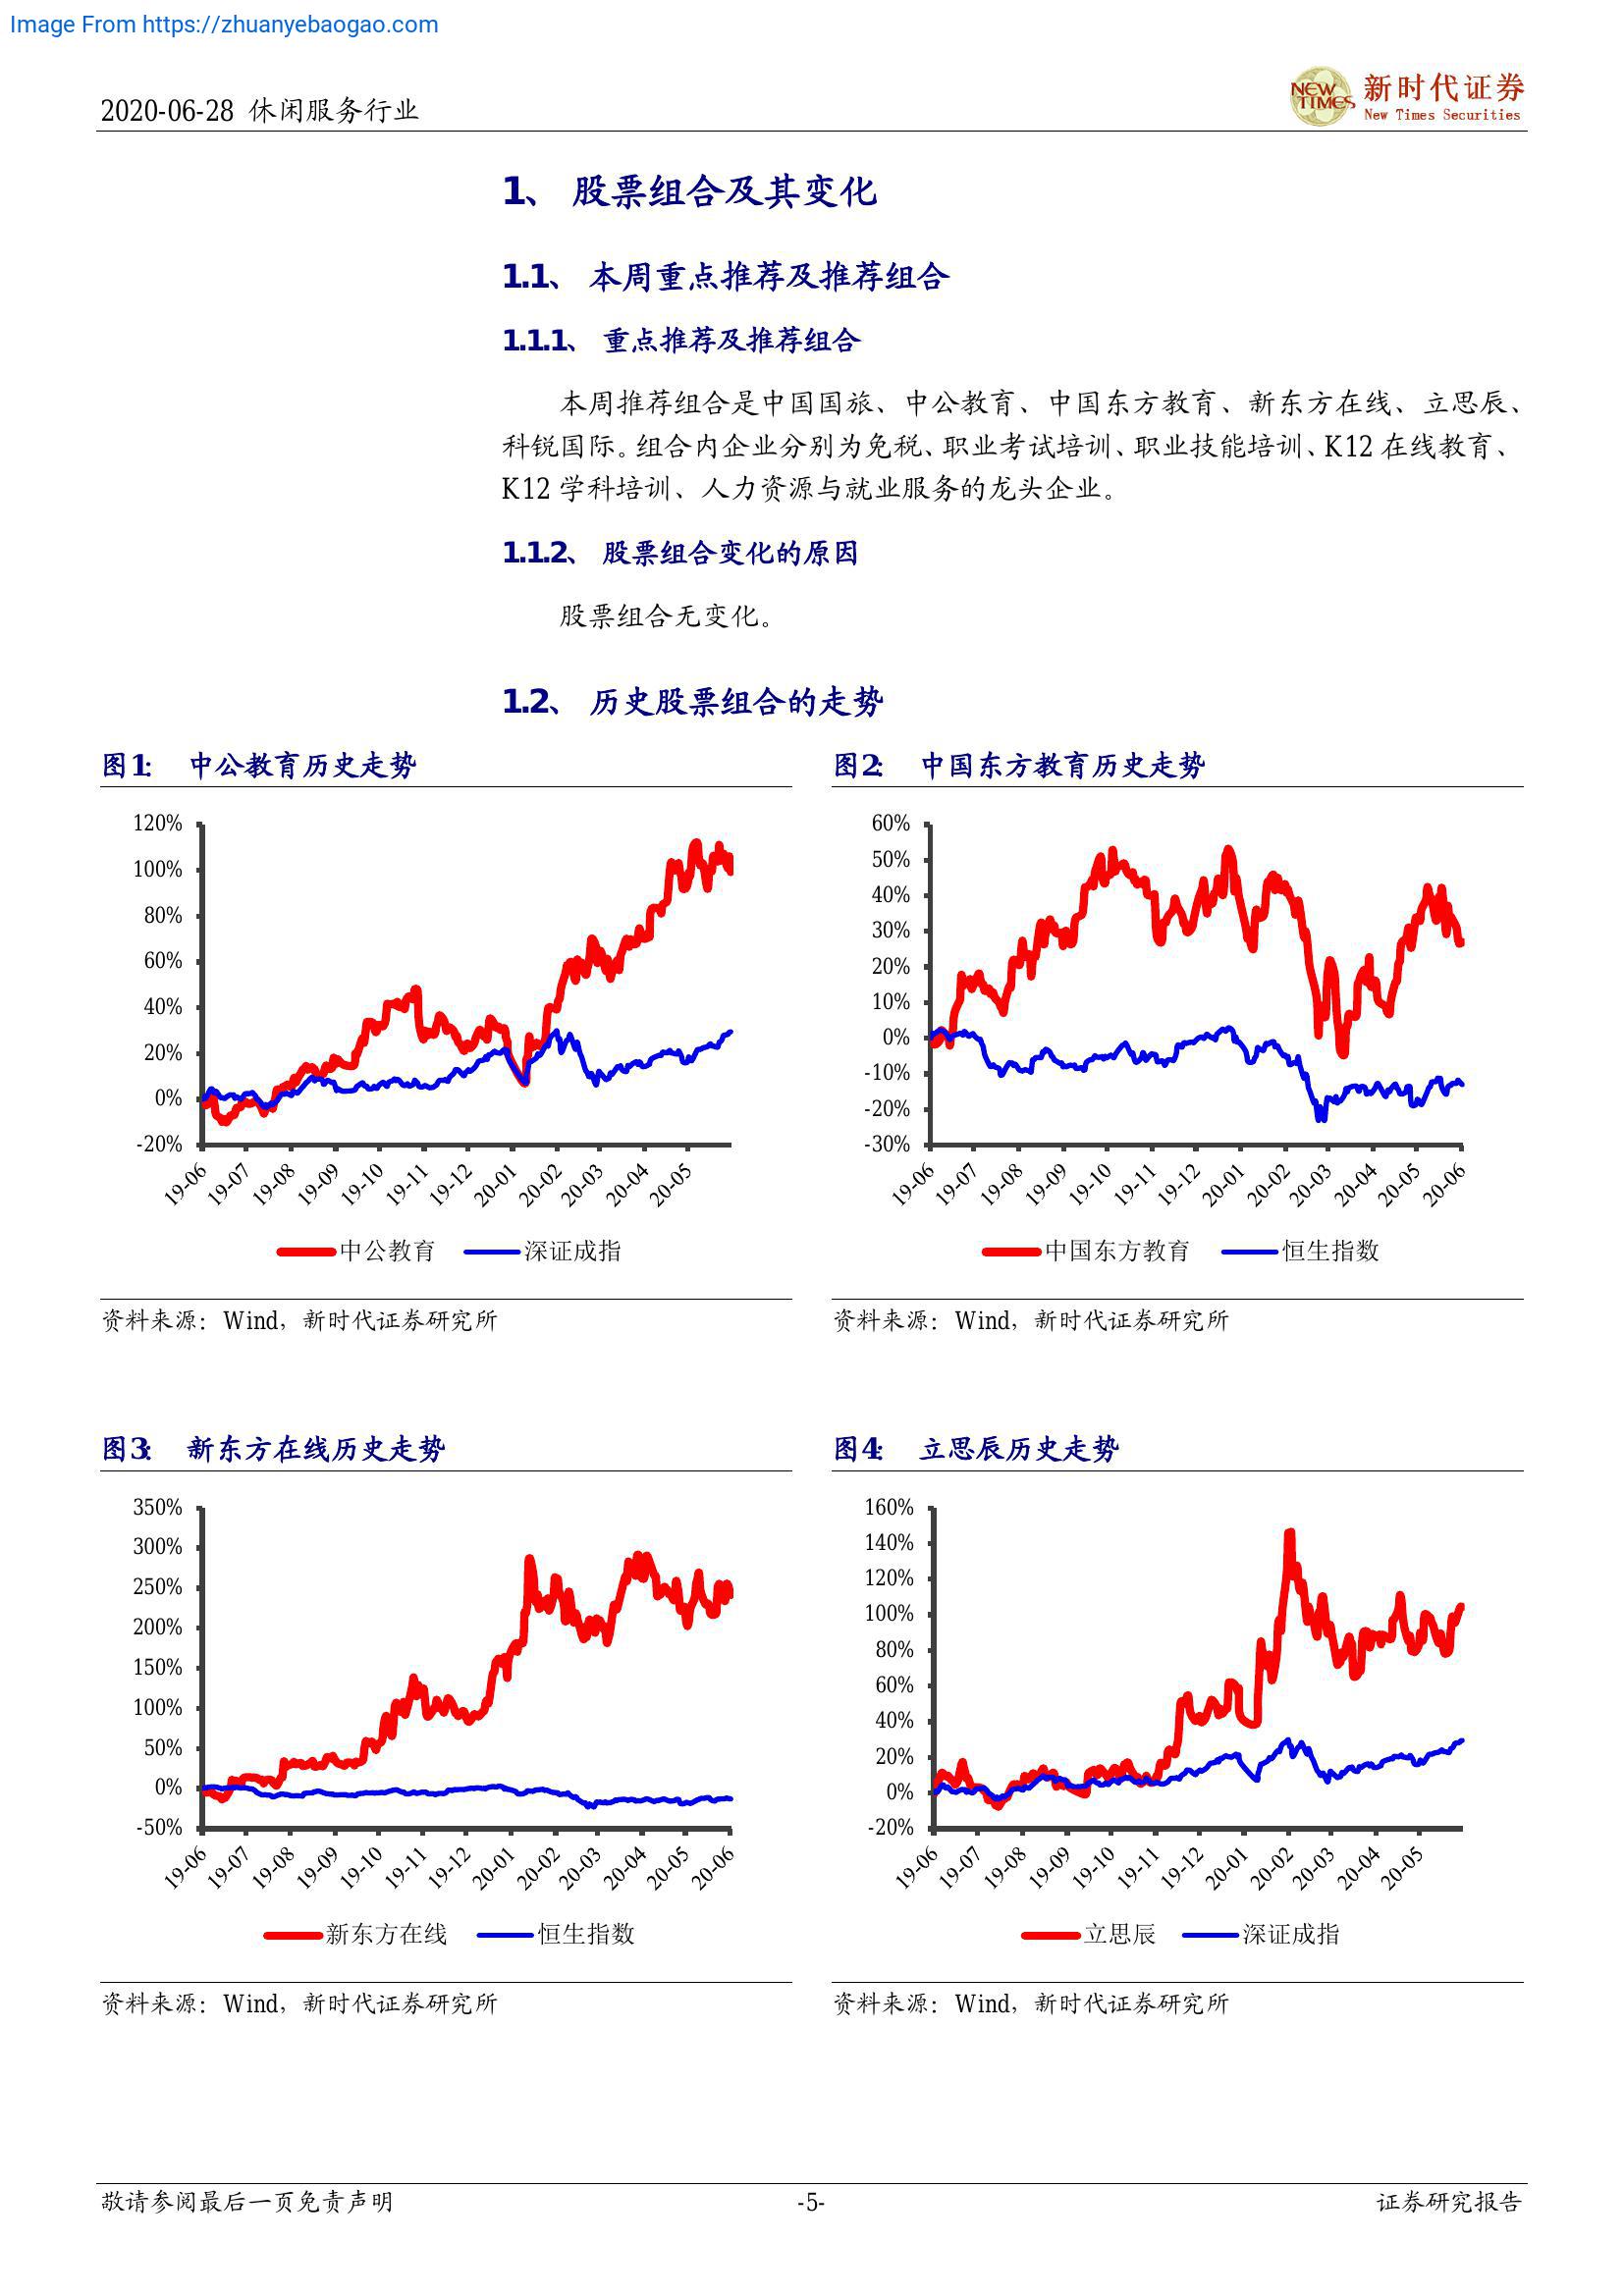 Image From https://zhuanyebaogao.com
2020-06-28 休闲服务行业
NEW TIMES
新时代证券
New Times Securities
1、 股票组合及其变化
1.1、 本周重点推荐及推荐组合
1.1.1、 重点推荐及推荐组合
本周推荐组合是中国国旅、中公教育、中国东方教育、新东方在线、立思辰、
科锐国际。组合内企业分别为免税、职业考试培训、职业技能培训、K12 在线教育、
K12 学科培训、人力资源与就业服务的龙头企业。
1.1.2、 股票组合变化的原因
股票组合无变化。
1.2、 历史股票组合的走势
图1: 中公教育历史走势
120%
100%
80%
60%
40%
20%
0%
-20%
19-06 19-07 19-08 19-09 19-10 19-11 19-12 20-01 20-02 20-03 20-04 20-05
中公教育 深证成指
资料来源：Wind，新时代证券研究所
图2: 中国东方教育历史走势
60%
50%
40%
30%
20%
10%
0%
-10%
-20%
-30%
19-06 19-07 19-08 19-09 19-10 19-11 19-12 20-01 20-02 20-03 20-04 20-05 20-06
中国东方教育 恒生指数
资料来源：Wind，新时代证券研究所
图3: 新东方在线历史走势
350%
300%
250%
200%
150%
100%
50%
0%
-50%
19-06 19-07 19-08 19-09 19-10 19-11 19-12 20-01 20-02 20-03 20-04 20-05 20-06
新东方在线 恒生指数
资料来源：Wind，新时代证券研究所
图4: 立思辰历史走势
160%
140%
120%
100%
80%
60%
40%
20%
0%
-20%
19-06 19-07 19-08 19-09 19-10 19-11 19-12 20-01 20-02 20-03 20-04 20-05
立思辰 深证成指
资料来源：Wind，新时代证券研究所
敬请参阅最后一页免责声明 -5- 证券研究报告